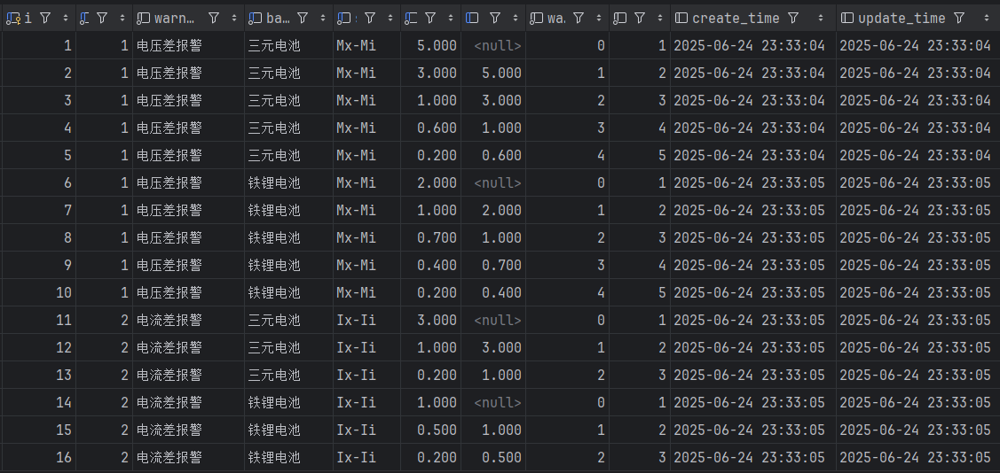 i warn... ba.. : wa. create_time update_time
1 1 电压差报警 三元电池 Mx-Mi 5.000 <null> 0 1 2025-06-24 23:33:04 2025-06-24 23:33:04
2 1 电压差报警 三元电池 Mx-Mi 3.000 5.000 1 2 2025-06-24 23:33:04 2025-06-24 23:33:04
3 1 电压差报警 三元电池 Mx-Mi 1.000 3.000 2 3 2025-06-24 23:33:04 2025-06-24 23:33:04
4 1 电压差报警 三元电池 Mx-Mi 0.600 1.000 3 4 2025-06-24 23:33:04 2025-06-24 23:33:04
5 1 电压差报警 三元电池 Mx-Mi 0.200 0.600 4 5 2025-06-24 23:33:04 2025-06-24 23:33:04
6 1 电压差报警 铁锂电池 Mx-Mi 2.000 <null> 0 1 2025-06-24 23:33:05 2025-06-24 23:33:05
7 1 电压差报警 铁锂电池 Mx-Mi 1.000 2.000 1 2 2025-06-24 23:33:05 2025-06-24 23:33:05
8 1 电压差报警 铁锂电池 Mx-Mi 0.700 1.000 2 3 2025-06-24 23:33:05 2025-06-24 23:33:05
9 1 电压差报警 铁锂电池 Mx-Mi 0.400 0.700 3 4 2025-06-24 23:33:05 2025-06-24 23:33:05
10 1 电压差报警 铁锂电池 Mx-Mi 0.200 0.400 4 5 2025-06-24 23:33:05 2025-06-24 23:33:05
11 2 电流差报警 三元电池 Ix-Ii 3.000 <null> 0 1 2025-06-24 23:33:05 2025-06-24 23:33:05
12 2 电流差报警 三元电池 Ix-Ii 1.000 3.000 1 2 2025-06-24 23:33:05 2025-06-24 23:33:05
13 2 电流差报警 三元电池 Ix-Ii 0.200 1.000 2 3 2025-06-24 23:33:05 2025-06-24 23:33:05
14 2 电流差报警 铁锂电池 Ix-Ii 1.000 <null> 0 1 2025-06-24 23:33:05 2025-06-24 23:33:05
15 2 电流差报警 铁锂电池 Ix-Ii 0.500 1.000 1 2 2025-06-24 23:33:05 2025-06-24 23:33:05
16 2 电流差报警 铁锂电池 Ix-Ii 0.200 0.500 2 3 2025-06-24 23:33:05 2025-06-24 23:33:05